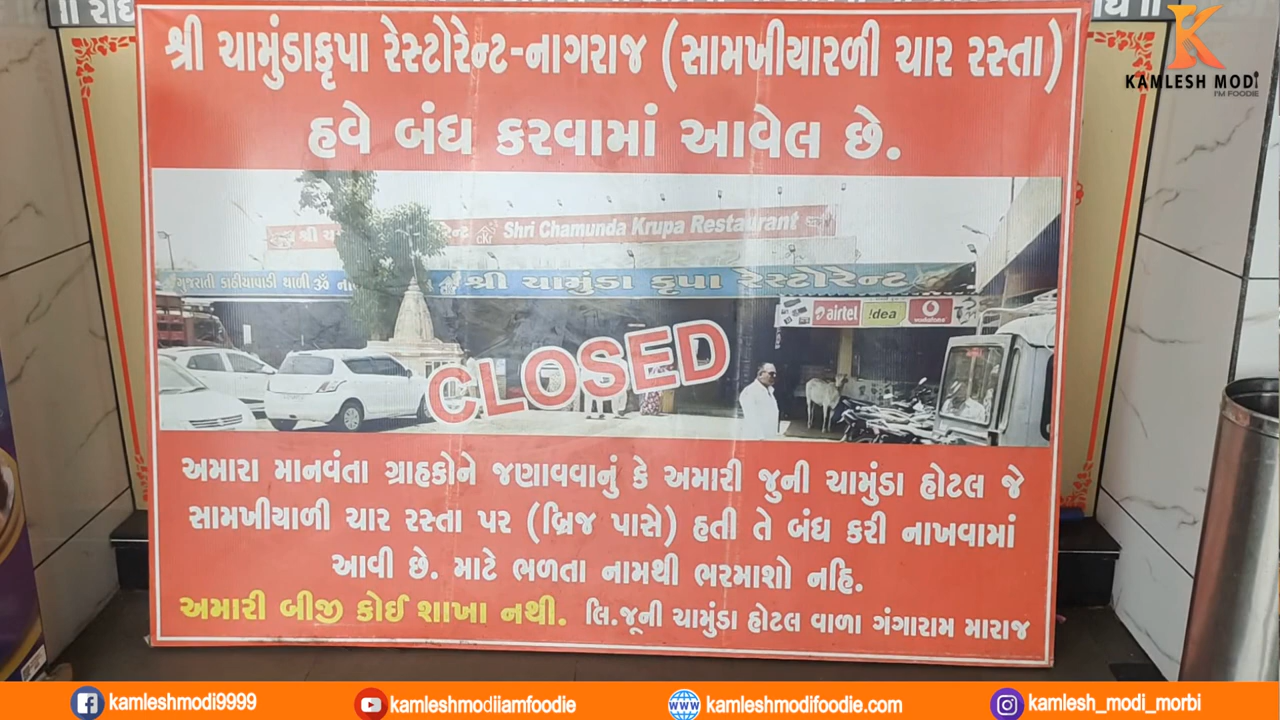 શ્રી ચામુંડાકૃપા રેસ્ટોરેન્ટ-નાગરાજ (સામખીયારળી ચાર રસ્તા)
હવે બંધ કરવામાં આવેલ છે.
Shri Chamunda Krupa Restaurant
ગુજરાતી કાઠીયાવાડી થાળી ૐ
શ્રી ચામુંડા કૃપા રેસ્ટોરેન્ટ
airtel !dea vodafone
CLOSED
અમારા માનવંતા ગ્રાહકોને જણાવવાનું કે અમારી જુની ચામુંડા હોટલ જે
સામખીયાળી ચાર રસ્તા પર (બ્રિજ પાસે) હતી તે બંધ કરી નાખવામાં
આવી છે. માટે ભળતા નામથી ભરમાશો નહિ.
અમારી બીજી કોઈ શાખા નથી. લિ.જૂની ચામુંડા હોટલ વાળા ગંગારામ મારાજ
KAMLESH MODi
I'M FOODIE
kamleshmodi9999
kamleshmodiiamfoodie
kamleshmodifoodie.com
kamlesh_modi_morbi